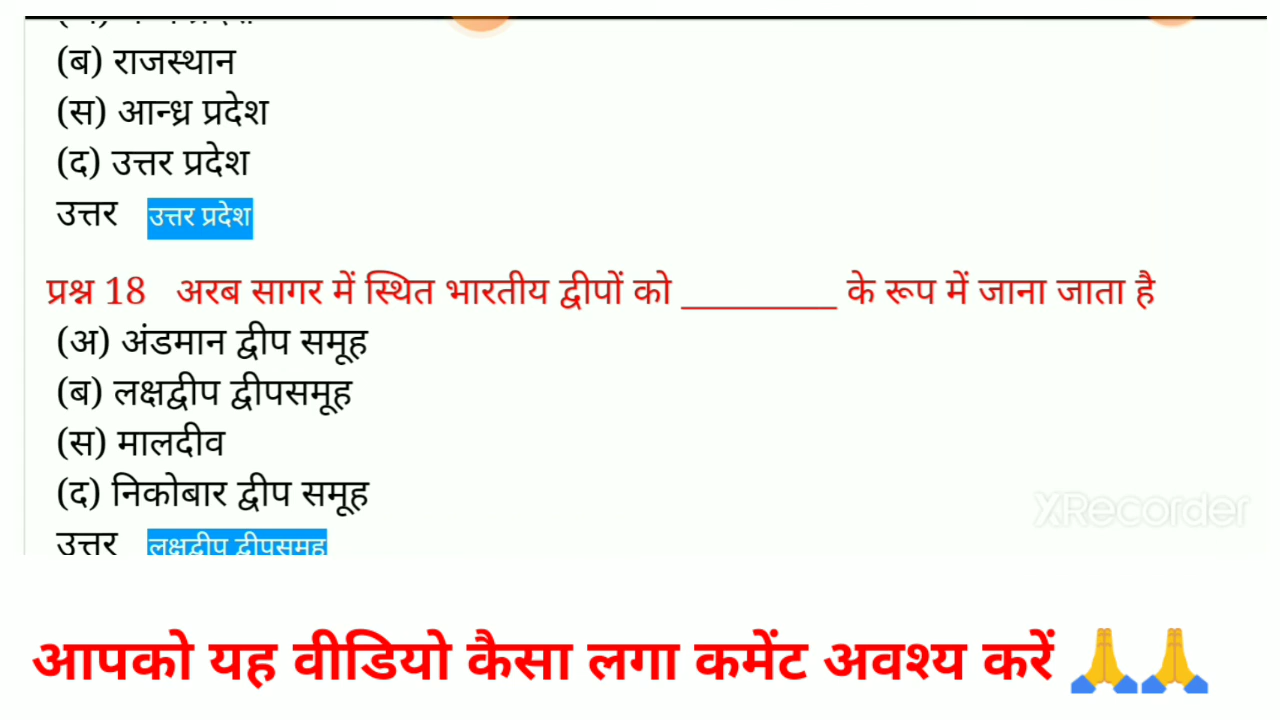 (ब) राजस्थान
(स) आन्ध्र प्रदेश
(द) उत्तर प्रदेश
उत्तर उत्तर प्रदेश
प्रश्न 18 अरब सागर में स्थित भारतीय द्वीपों को __________ के रूप में जाना जाता है
(अ) अंडमान द्वीप समूह
(ब) लक्षद्वीप द्वीपसमूह
(स) मालदीव
(द) निकोबार द्वीप समूह
XRecorder
उत्तर लक्षद्वीप द्वीपसमूह
आपको यह वीडियो कैसा लगा कमेंट अवश्य करें 🙏🙏